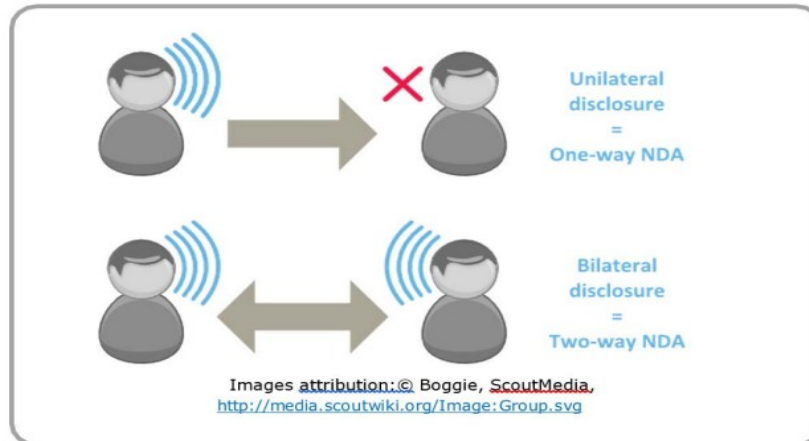 Unilateral
disclosure
=
One-way NDA
Bilateral
disclosure
=
Two-way NDA
Images attribution:© Boggie, ScoutMedia,
http://media.scoutwiki.org/Image:Group.svg